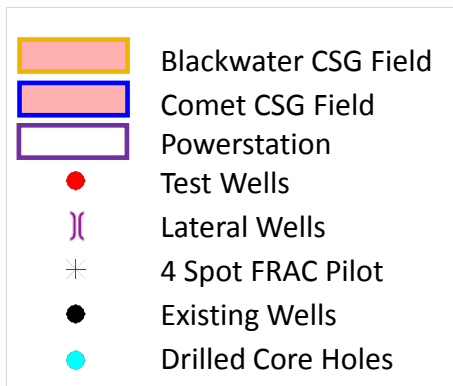 Blackwater CSG Field
Comet CSG Field
Powerstation
Test Wells
Lateral Wells
4 Spot FRAC Pilot
Existing Wells
Drilled Core Holes